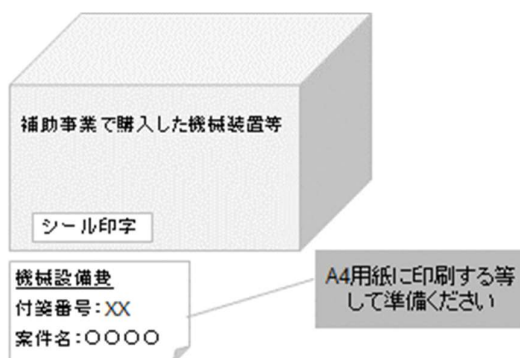 補助事業で購入した機械装置等
シール印字
機械設備費
付箋番号:XX
案件名:〇〇〇〇
A4用紙に印刷する等
して準備ください